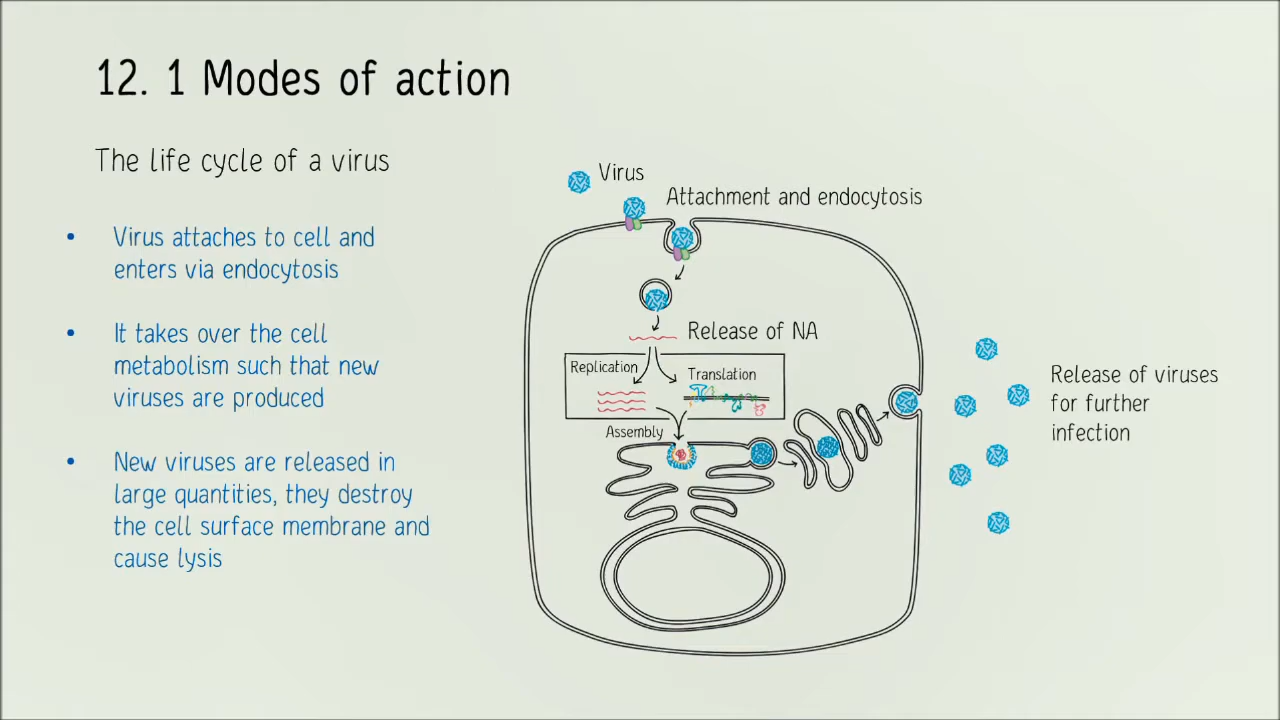 12. 1 Modes of action
The life cycle of a virus
• Virus attaches to cell and
enters via endocytosis
• It takes over the cell
metabolism such that new
viruses are produced
• New viruses are released in
large quantities, they destroy
the cell surface membrane and
cause lysis
Virus
Attachment and endocytosis
Release of NA
Replication
Translation
Assembly
Release of viruses
for further
infection